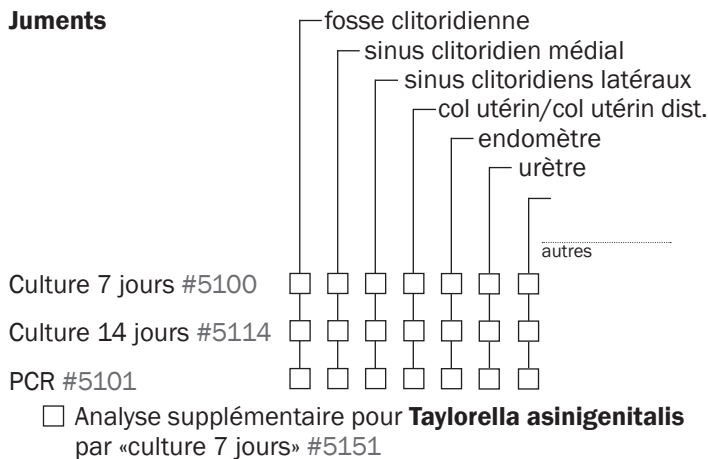 Juments
fosse clitoridienne
sinus clitoridien médial
sinus clitoridiens latéraux
col utérin/col utérin dist.
endomètre
urètre
autres
Culture 7 jours #5100
Culture 14 jours #5114
PCR #5101
Analyse supplémentaire pour Taylorella asinigenitalis
par «culture 7 jours» #5151